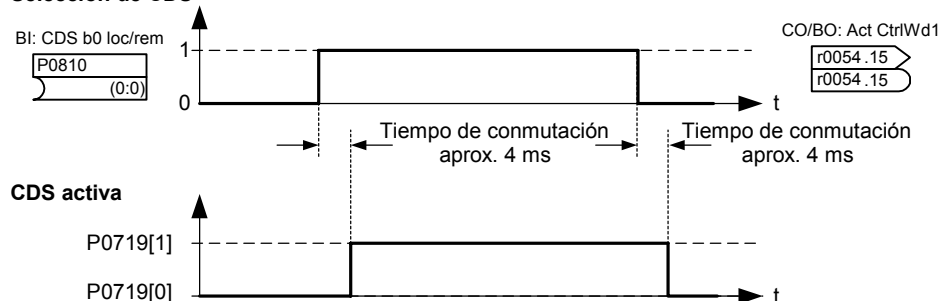 Selección de CDS
BI: CDS b0 loc/rem
P0810
(0:0)
1
0
t
CO/BO: Act CtrlWd1
r0054 .15
r0054 .15
Tiempo de conmutación
aprox. 4 ms
Tiempo de conmutación
aprox. 4 ms
CDS activa
P0719[1]
P0719[0]
t